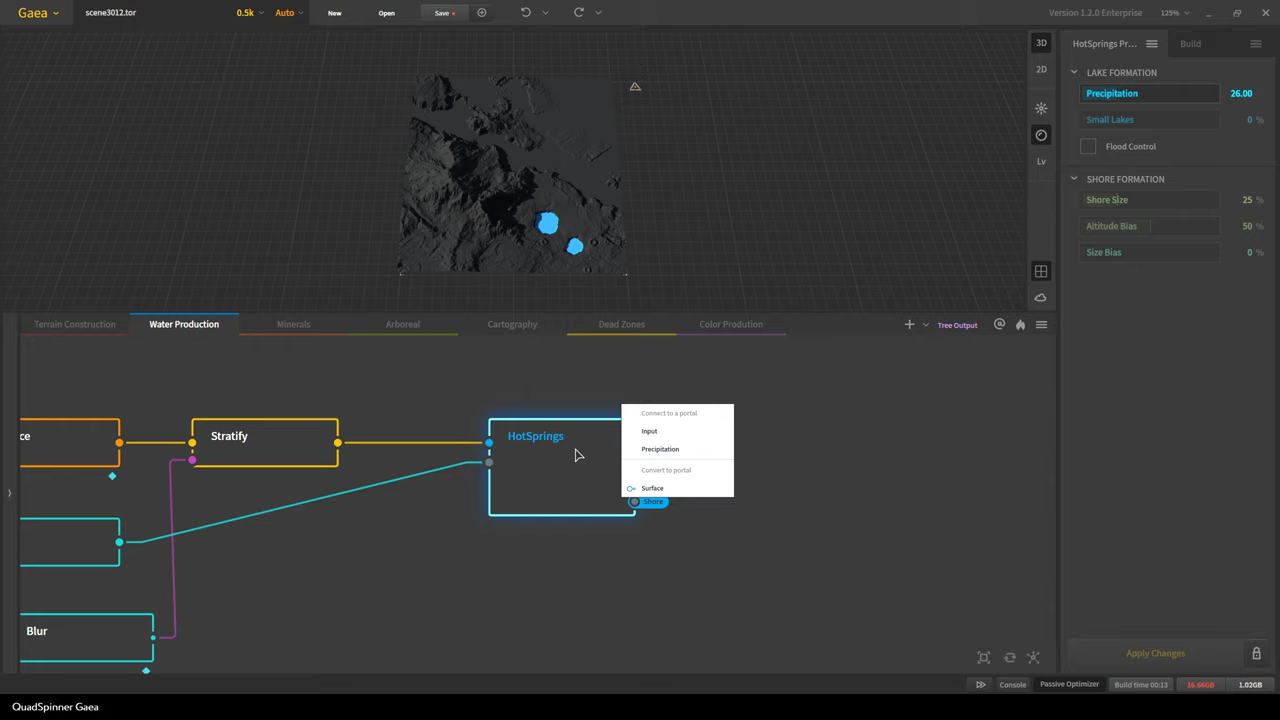 Gaea
scene3012.tor
0.5k
Auto
New
Open
Save
Version 1.2.0 Enterprise
125%
3D
2D
Lv
HotSprings Pr...
Build
LAKE FORMATION
Precipitation 26.00
Small Lakes 0 %
Flood Control
SHORE FORMATION
Shore Size 25 %
Altitude Bias 50 %
Size Bias 0 %
Terrain Construction
Water Production
Minerals
Arboreal
Cartography
Dead Zones
Color Prodution
Tree Output
ce
Stratify
HotSprings
Connect to a portal
Input
Precipitation
Convert to portal
Surface
Shore
Blur
Apply Changes
Console
Passive Optimizer
Build time 00:13
16.66GB
1.02GB
QuadSpinner Gaea